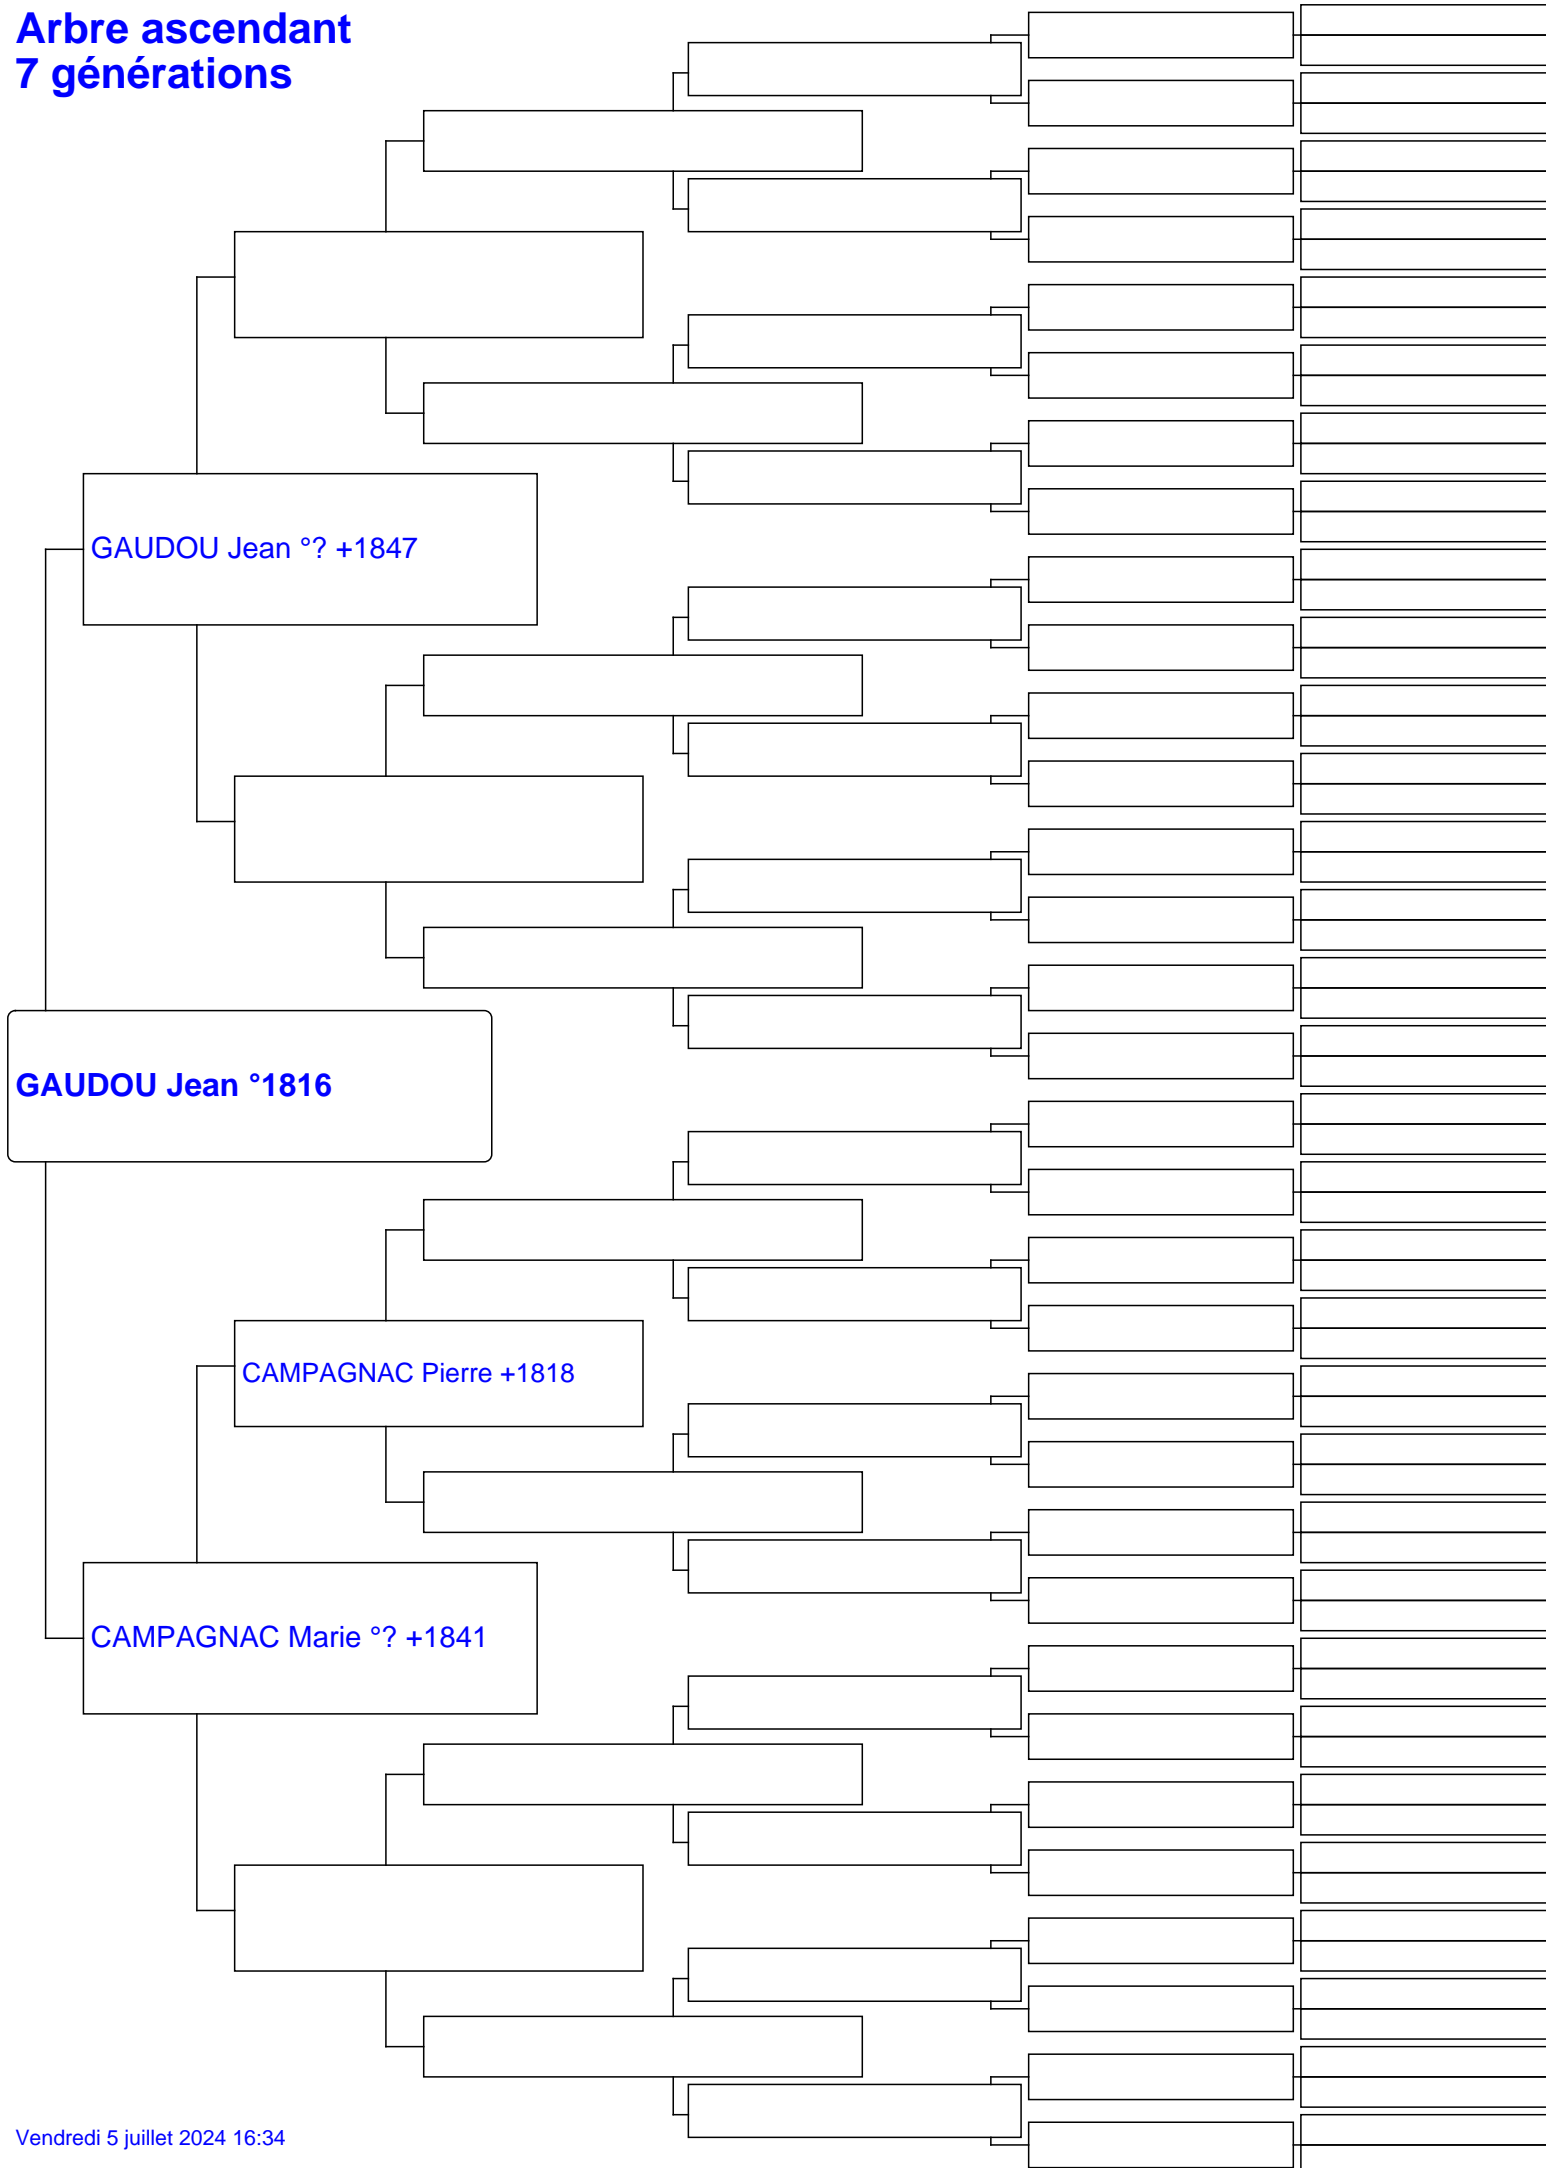 Arbre ascendant
7 générations
GAUDOU Jean °? +1847
GAUDOU Jean °1816
CAMPAGNAC Pierre +1818
CAMPAGNAC Marie °? +1841
Vendredi 5 juillet 2024 16:34